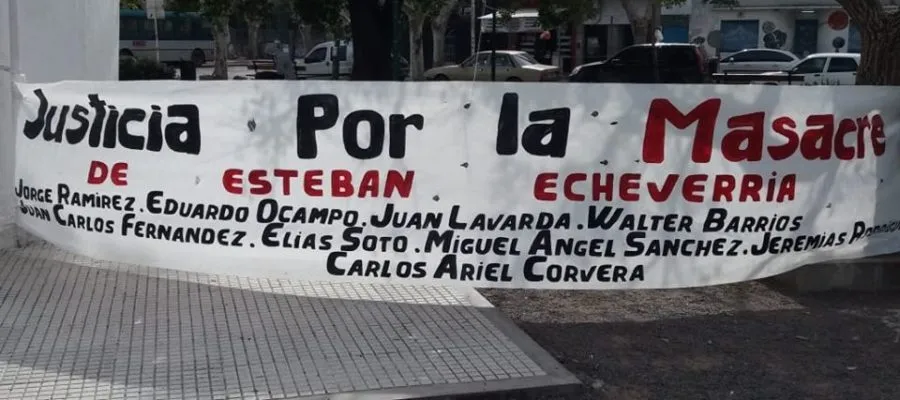 Justicia Por la Masacre
DE ESTEBAN ECHEVERRIA
JORGE RAMIREZ. EDUARDO OCAMPO. JUAN LAVARDA. WALTER BARRIOS
JUAN CARLOS FERNANDEZ. ELIAS SOTO. MIGUEL ÁNGEL SANCHEZ. JEREMIAS
CARLOS ARIEL CORVERA